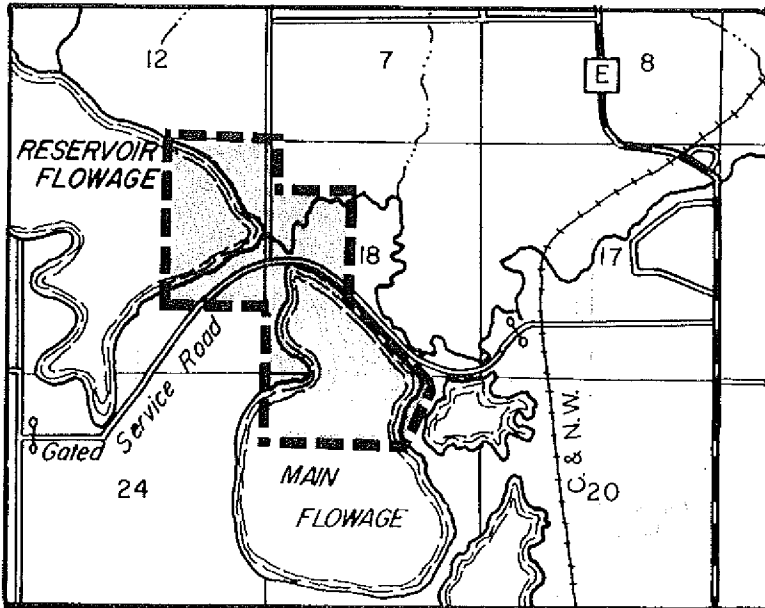 12
7
8
E
RESERVOIR
FLOWAGE
18
17
Gated Service Road
C. & N.W.
24
MAIN
FLOWAGE
20